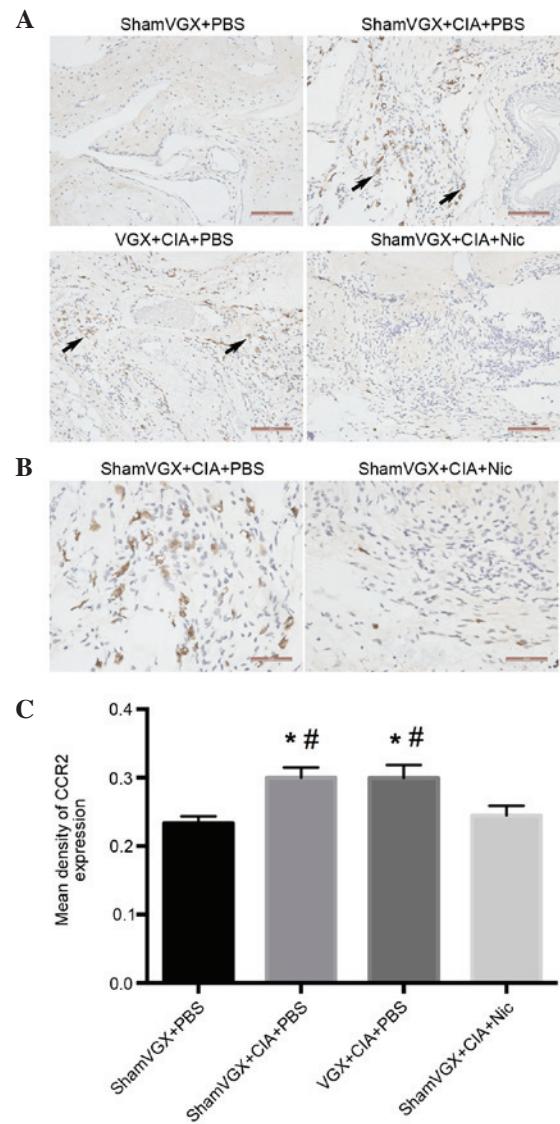 A
ShamVGX+PBS
ShamVGX+CIA+PBS
VGX+CIA+PBS
ShamVGX+CIA+Nic
B
ShamVGX+CIA+PBS
ShamVGX+CIA+Nic
C
Mean density of CCR2
expression
0.4
0.3
0.2
0.1
0.0
* #
* #
ShamVGX+PBS
ShamVGX+CIA+PBS
VGX+CIA+PBS
ShamVGX+CIA+Nic